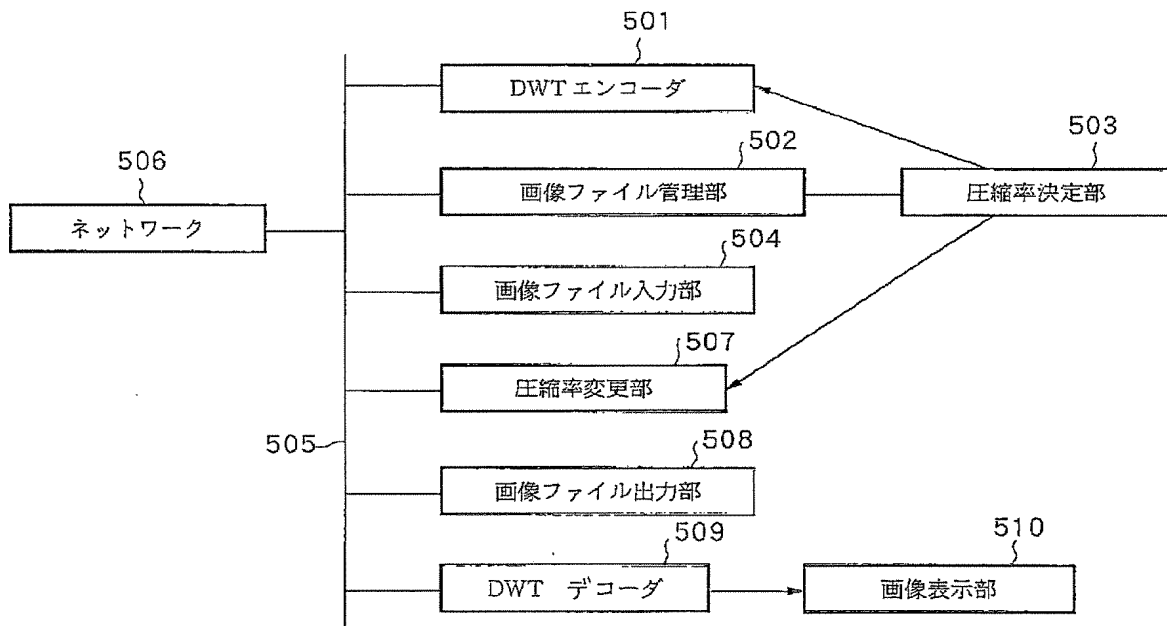 501
DWTエンコーダ
502
画像ファイル管理部
503
圧縮率決定部
506
ネットワーク
504
画像ファイル入力部
507
圧縮率変更部
505
508
画像ファイル出力部
509
DWT デコーダ
510
画像表示部